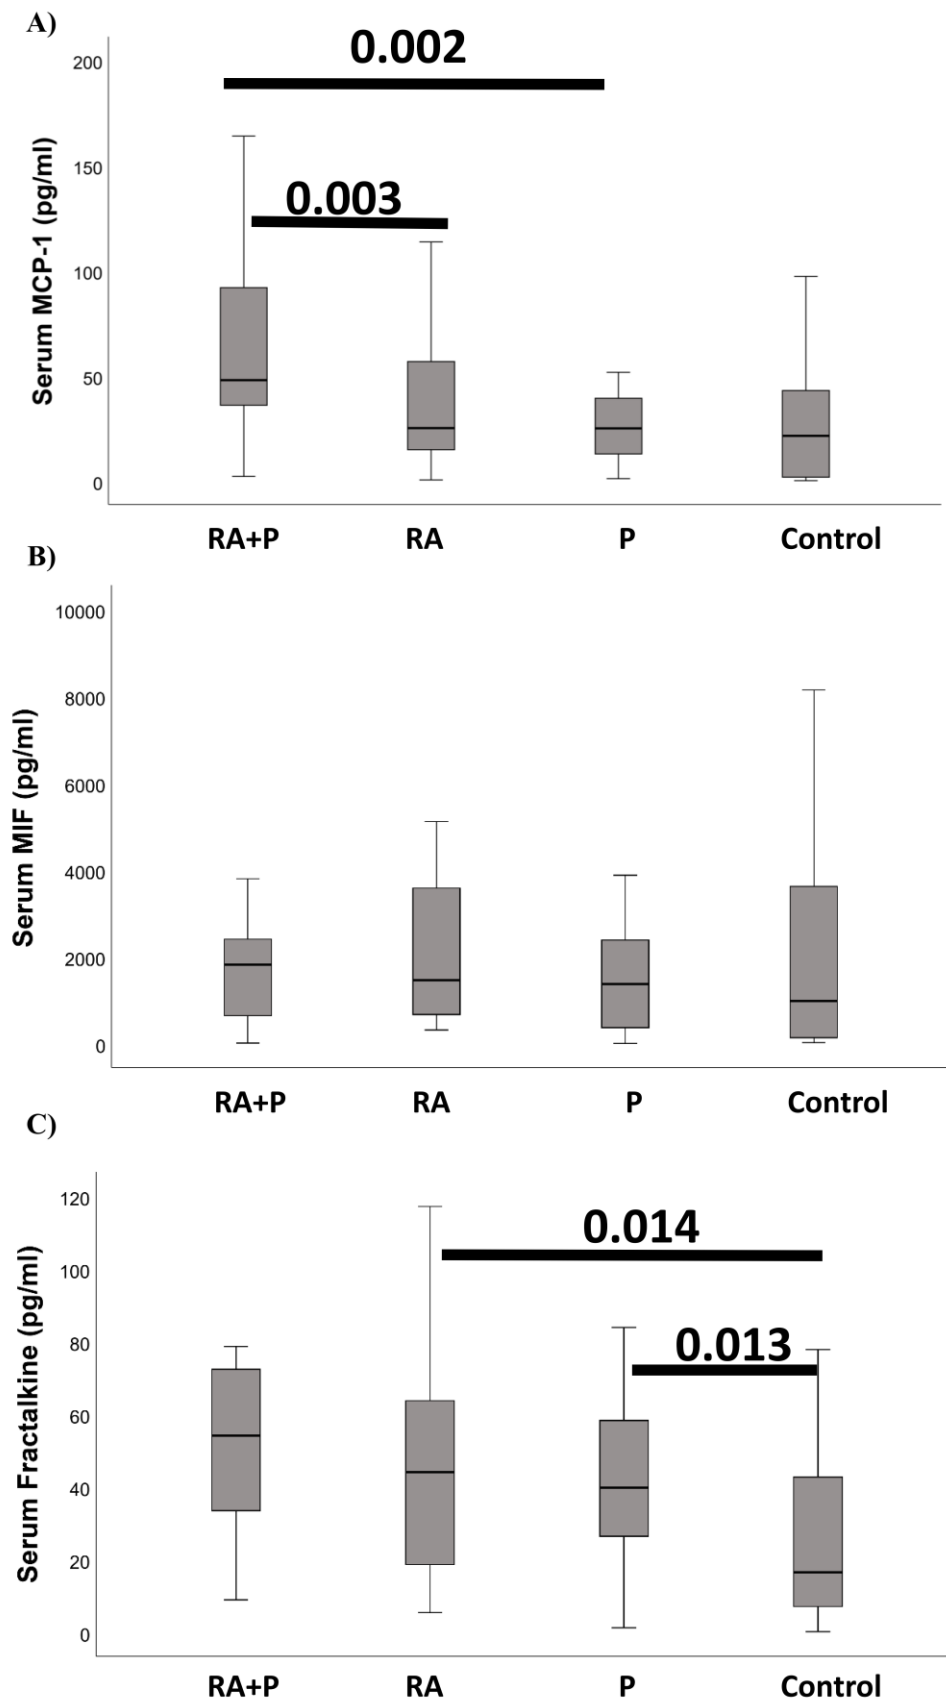 A)
0.002
200
150
0.003
100
50
0
Serum MCP-1 (pg/ml)
RA+P RA P Control
B)
10000
8000
6000
4000
2000
0
Serum MIF (pg/ml)
RA+P RA P Control
C)
120
0.014
100
80
0.013
60
40
20
0
Serum Fractalkine (pg/ml)
RA+P RA P Control